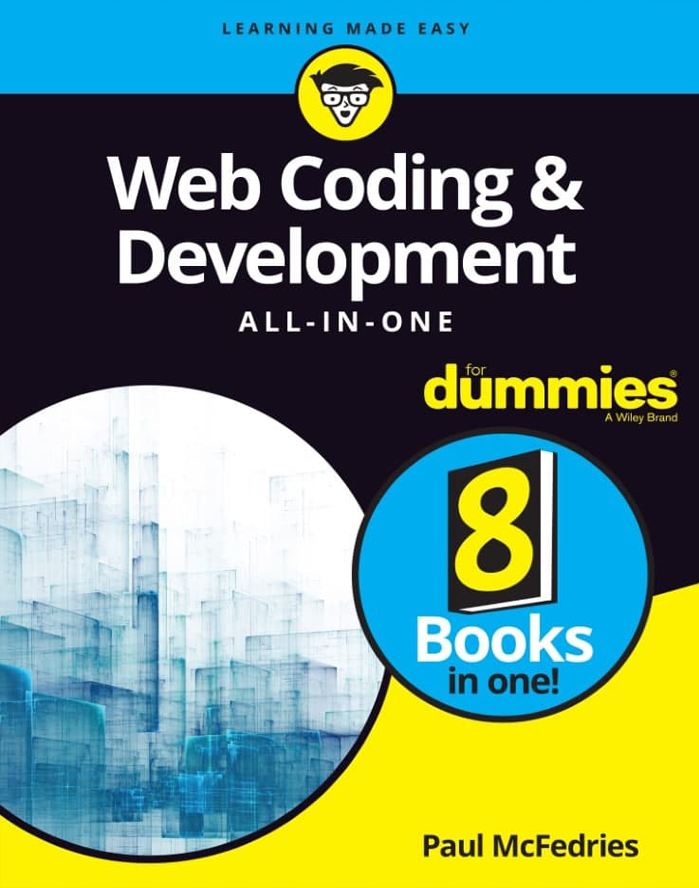 LEARNING MADE EASY
Web Coding &
Development
ALL-IN-ONE
for
dummies®
A Wiley Brand
8
Books
in one!
Paul McFedries